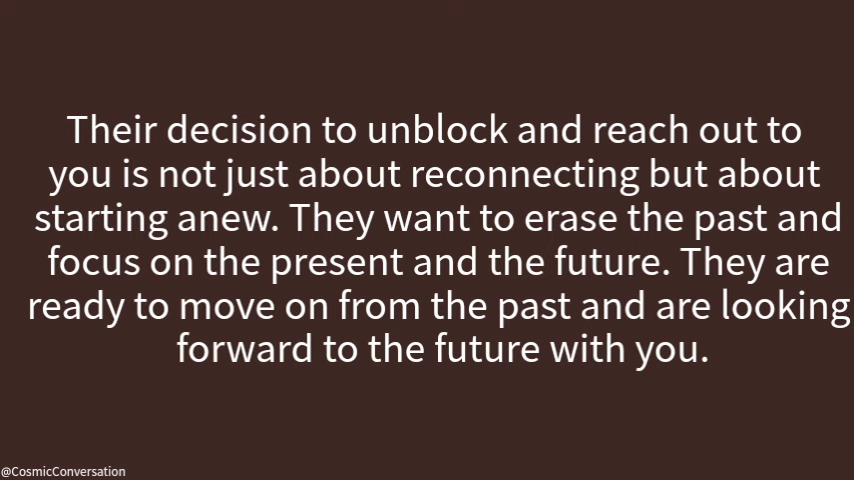 Their decision to unblock and reach out to
you is not just about reconnecting but about
starting anew. They want to erase the past and
focus on the present and the future. They are
ready to move on from the past and are looking
forward to the future with you.
@CosmicConversation